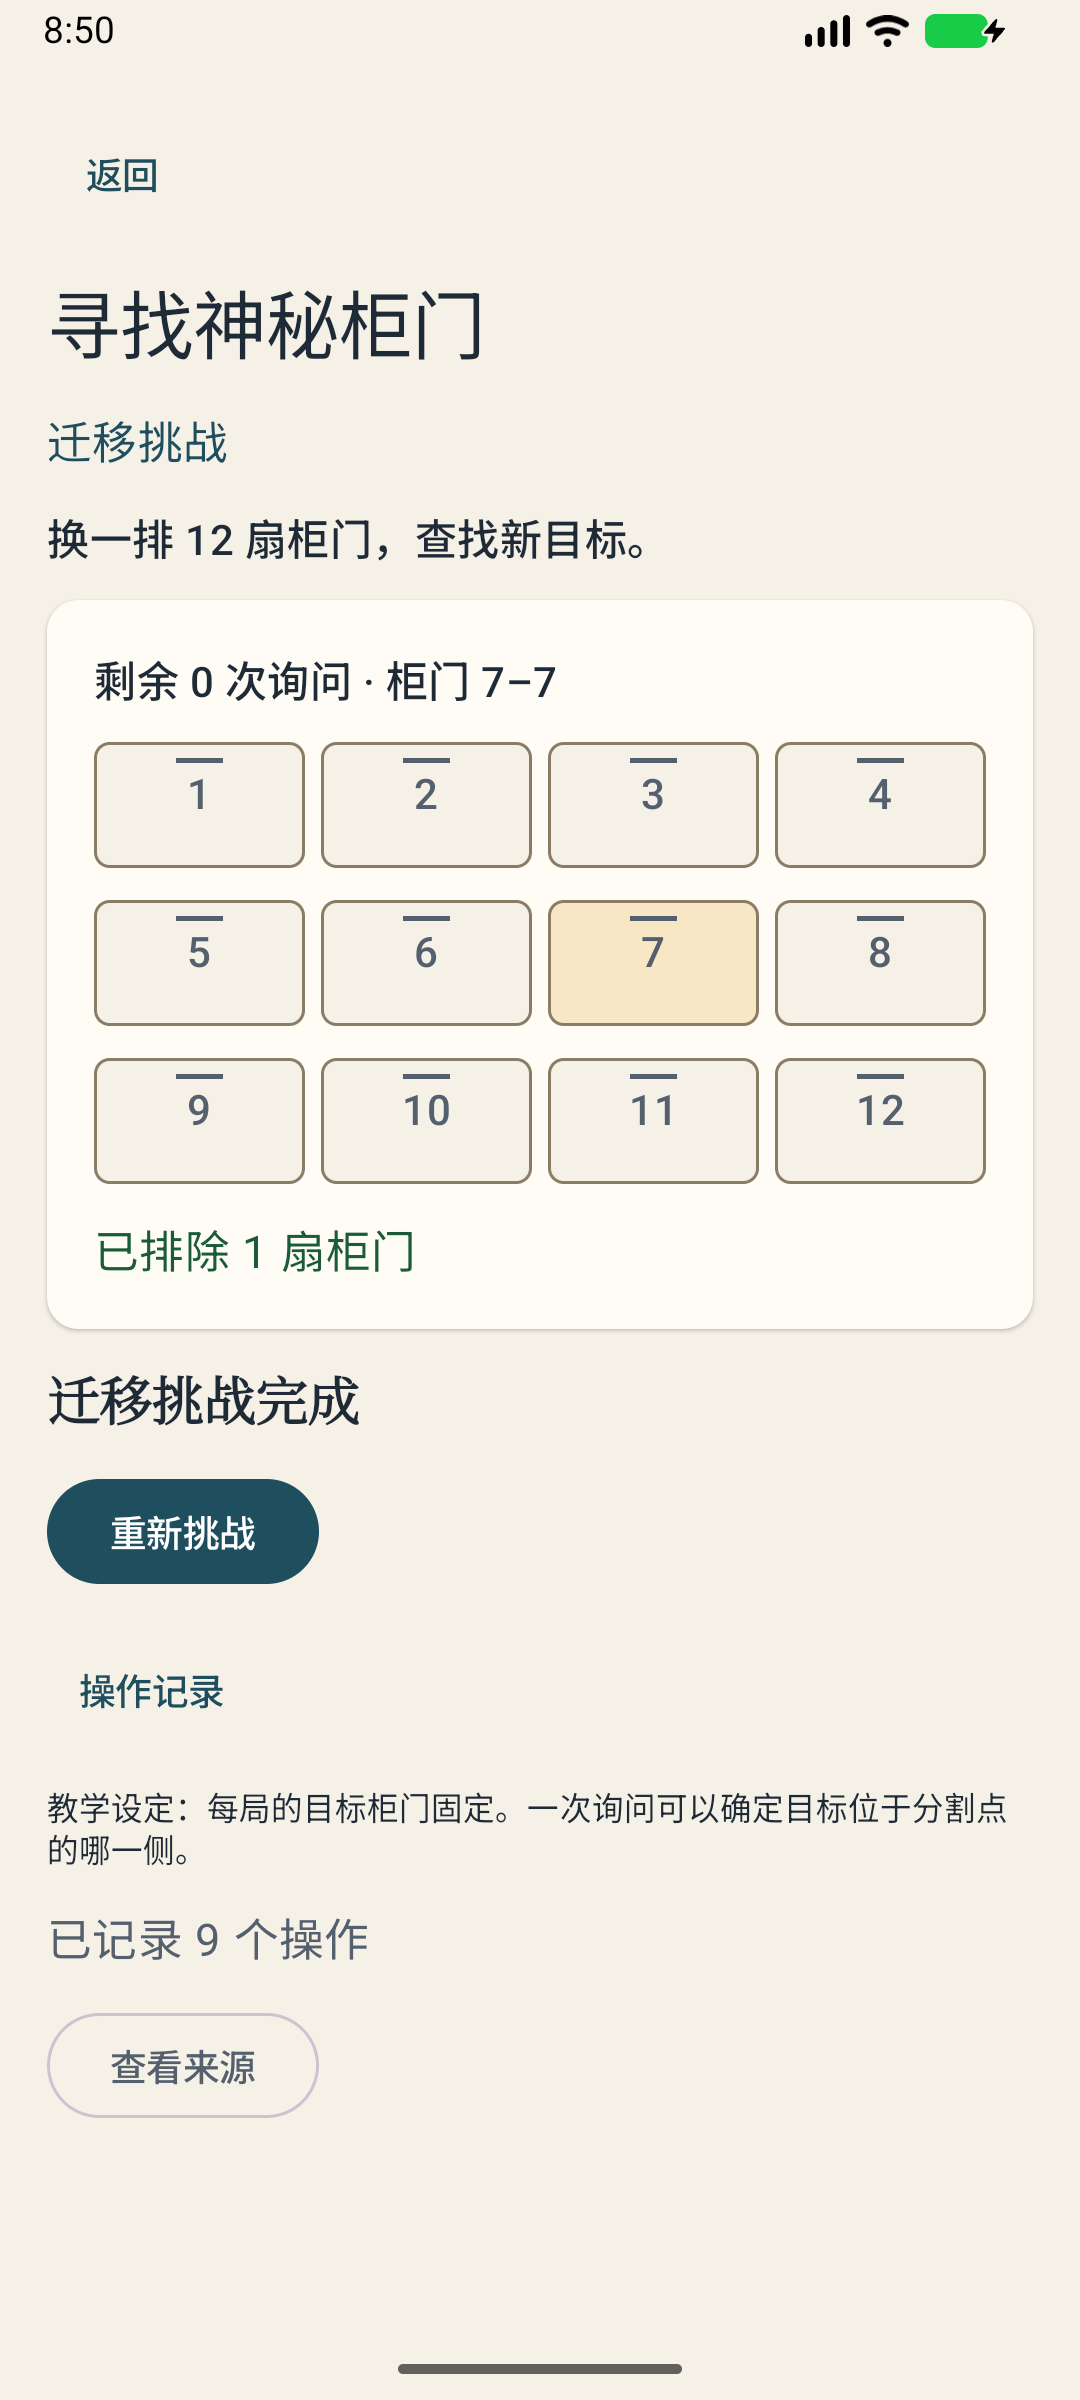 8:50
返回
寻找神秘柜门
迁移挑战
换一排 12 扇柜门，查找新目标。
剩余 0 次询问 · 柜门 7–7
1 2 3 4
5 6 7 8
9 10 11 12
已排除 1 扇柜门
迁移挑战完成
重新挑战
操作记录
教学设定：每局的目标柜门固定。一次询问可以确定目标位于分割点
的哪一侧。
已记录 9 个操作
查看来源